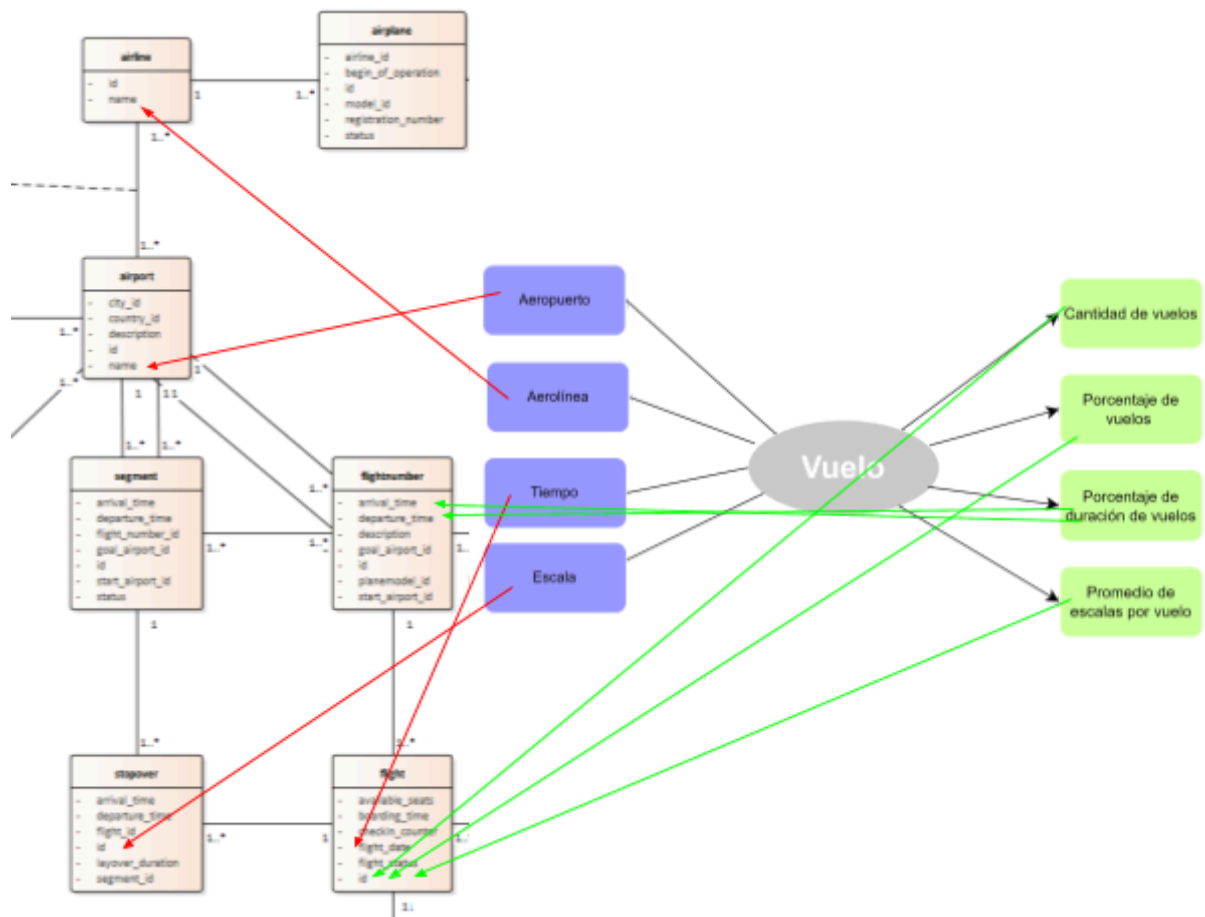 airline
- id
- name
airplane
- airline_id
- begin_of_operation
- id
- model_id
- registration_number
- status
1
1..*
1..*
1..*
airport
- city_id
- country_id
- description
- id
- name
1..*
1..*
1
11
1
1..*
1..*
1..*
1..*
segment
- arrival_time
- departure_time
- flight_number_id
- goal_airport_id
- id
- start_airport_id
- status
flightnumber
- arrival_time
- departure_time
- description
- goal_airport_id
- id
- planemodel_id
- start_airport_id
1..*
1..
1
1
1..*
1..*
stopover
- arrival_time
- departure_time
- flight_id
- id
- layover_duration
- segment_id
flight
- available_seats
- boarding_time
- checkin_counter
- flight_date
- flight_status
- id
1..*
1
1..
Aeropuerto
Aerolínea
Tiempo
Escala
Vuelo
Cantidad de vuelos
Porcentaje de
vuelos
Porcentaje de
duración de vuelos
Promedio de
escalas por vuelo